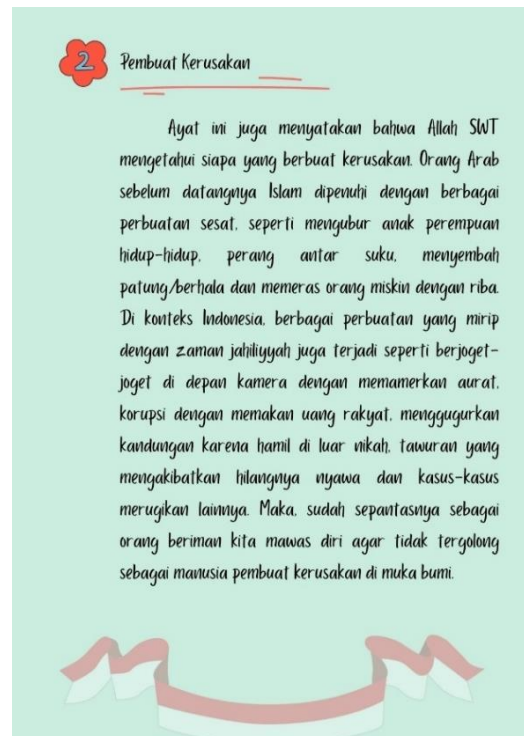 2
Pembuat Kerusakan
Ayat ini juga menyatakan bahwa Allah SWT
mengetahui siapa yang berbuat kerusakan. Orang Arab
sebelum datangnya Islam dipenuhi dengan berbagai
perbuatan sesat, seperti mengubur anak perempuan
hidup-hidup, perang antar suku, menyembah
patung/berhala dan memeras orang miskin dengan riba.
Di konteks Indonesia, berbagai perbuatan yang mirip
dengan zaman jahiliyyah juga terjadi seperti berjoget-
joget di depan kamera dengan memamerkan aurat,
korupsi dengan memakan uang rakyat, menggugurkan
kandungan karena hamil di luar nikah, tawuran yang
mengakibatkan hilangnya nyawa dan kasus-kasus
merugikan lainnya. Maka, sudah sepantasnya sebagai
orang beriman kita mawas diri agar tidak tergolong
sebagai manusia pembuat kerusakan di muka bumi.